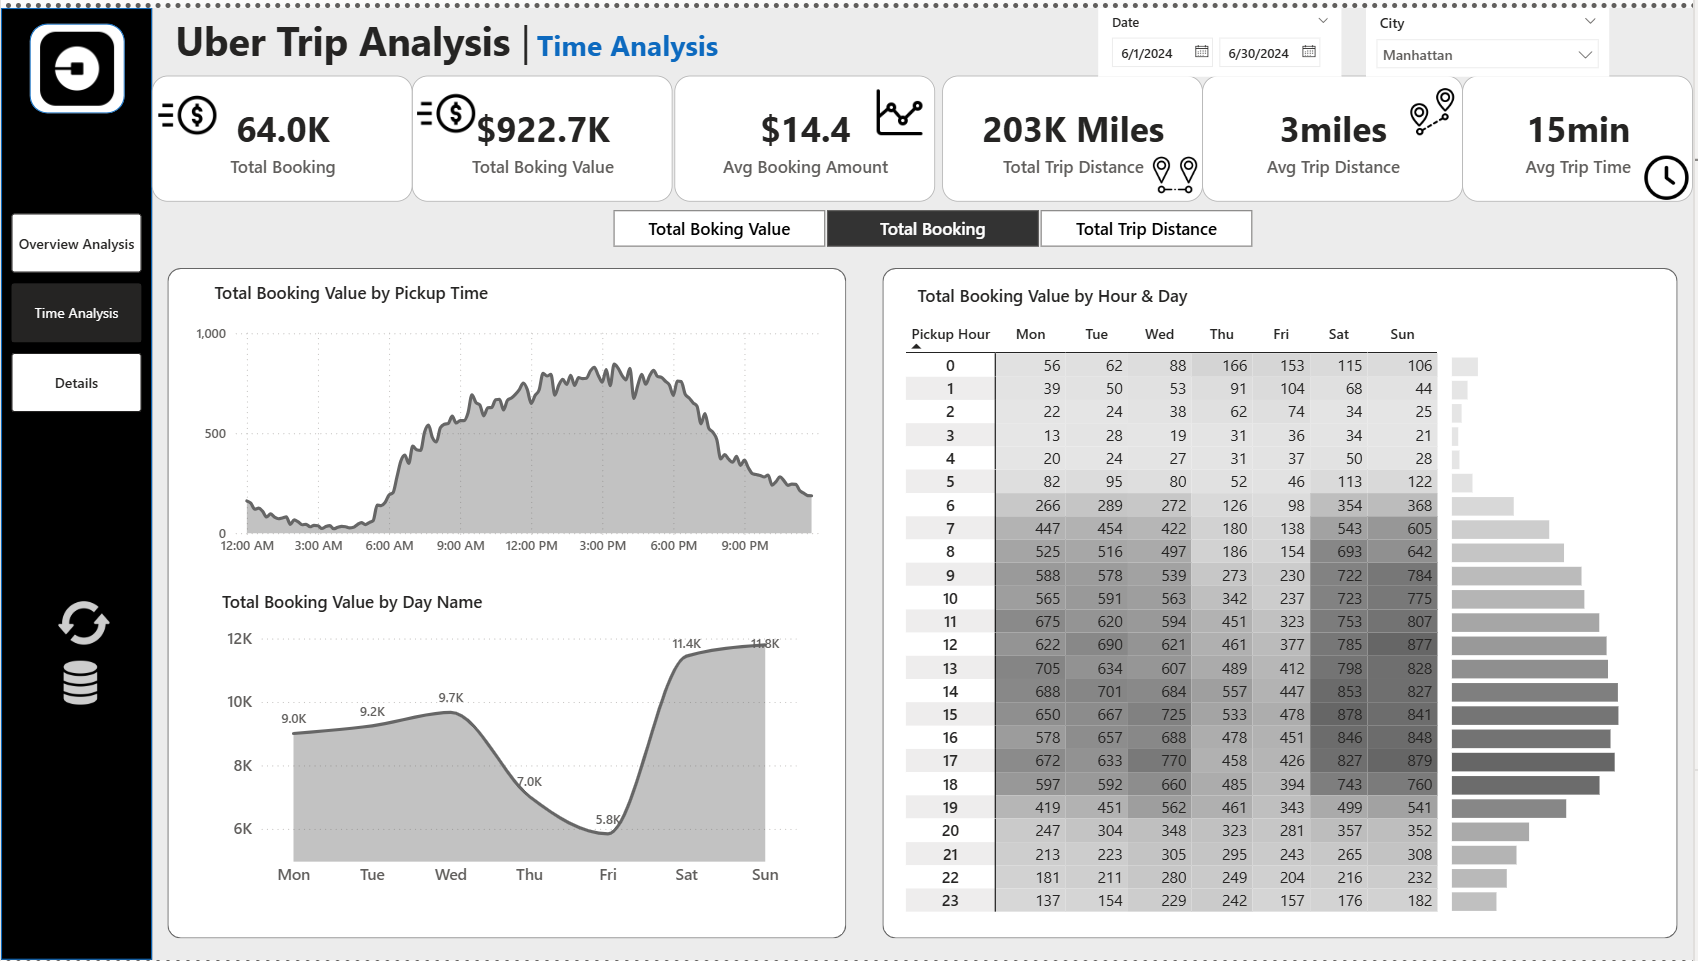 Uber Trip Analysis | Time Analysis
Date
6/1/2024 6/30/2024
City
Manhattan
64.0K
Total Booking
$922.7K
Total Boking Value
$14.4
Avg Booking Amount
203K Miles
Total Trip Distance
3miles
Avg Trip Distance
15min
Avg Trip Time
Overview Analysis
Time Analysis
Details
Total Boking Value Total Booking Total Trip Distance
Total Booking Value by Pickup Time
1,000
500
0
12:00 AM 3:00 AM 6:00 AM 9:00 AM 12:00 PM 3:00 PM 6:00 PM 9:00 PM
Total Booking Value by Day Name
12K
10K
8K
6K
9.0K 9.2K 9.7K 7.0K 5.8K 11.4K 11.8K
Mon Tue Wed Thu Fri Sat Sun
Total Booking Value by Hour & Day
Pickup Hour Mon Tue Wed Thu Fri Sat Sun
0 56 62 88 166 153 115 106
1 39 50 53 91 104 68 44
2 22 24 38 62 74 34 25
3 13 28 19 31 36 34 21
4 20 24 27 31 37 50 28
5 82 95 80 52 46 113 122
6 266 289 272 126 98 354 368
7 447 454 422 180 138 543 605
8 525 516 497 186 154 693 642
9 588 578 539 273 230 722 784
10 565 591 563 342 237 723 775
11 675 620 594 451 323 753 807
12 622 690 621 461 377 785 877
13 705 634 607 489 412 798 828
14 688 701 684 557 447 853 827
15 650 667 725 533 478 878 841
16 578 657 688 478 451 846 848
17 672 633 770 458 426 827 879
18 597 592 660 485 394 743 760
19 419 451 562 461 343 499 541
20 247 304 348 323 281 357 352
21 213 223 305 295 243 265 308
22 181 211 280 249 204 216 232
23 137 154 229 242 157 176 182